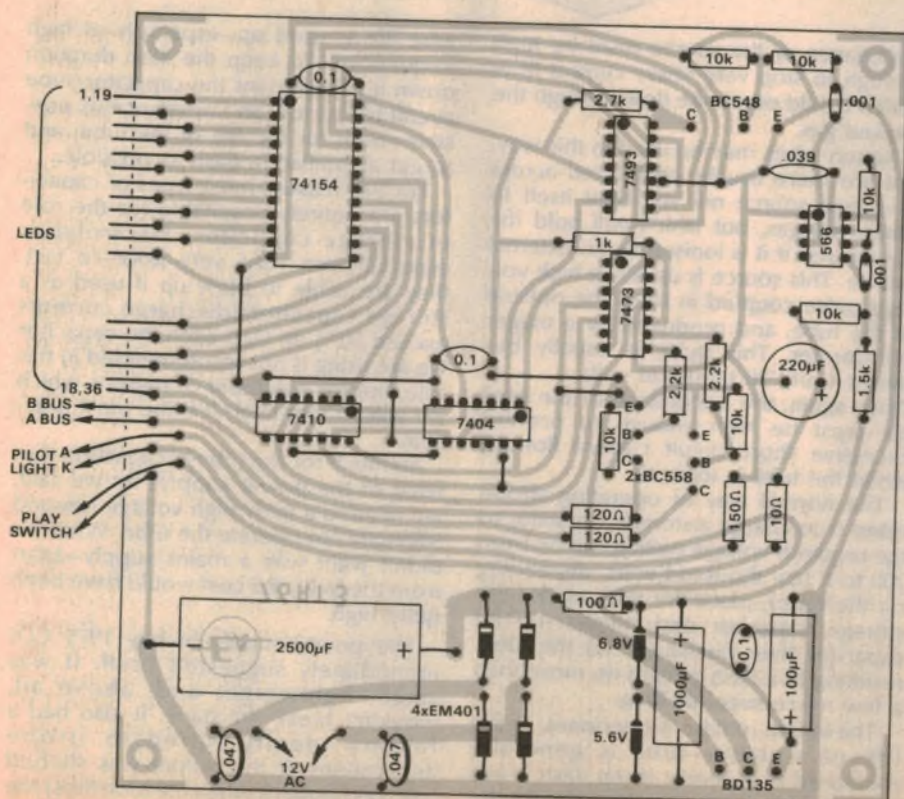 10k
10k
0.1
2.7k
BC548
.001
1,19
C
B
E
.039
74154
7493
10k
LEDS
566
1k
.001
7473
10k
18,36
B BUS
A BUS
0.1
2.2k
2.2k
220µF
+
1.5k
PILOT A
LIGHT K
7410
7404
10k
E
B
C
E
B
C
10k
2xBC558
PLAY
SWITCH
120Ω
120Ω
150Ω
10Ω
76HT5
EA
100Ω
- 2500µF +
6.8V
+
1000µF
-
0.1
-
100µF
+
4xEM401
5.6V
.047
12V
AC
.047
B C E
BD135